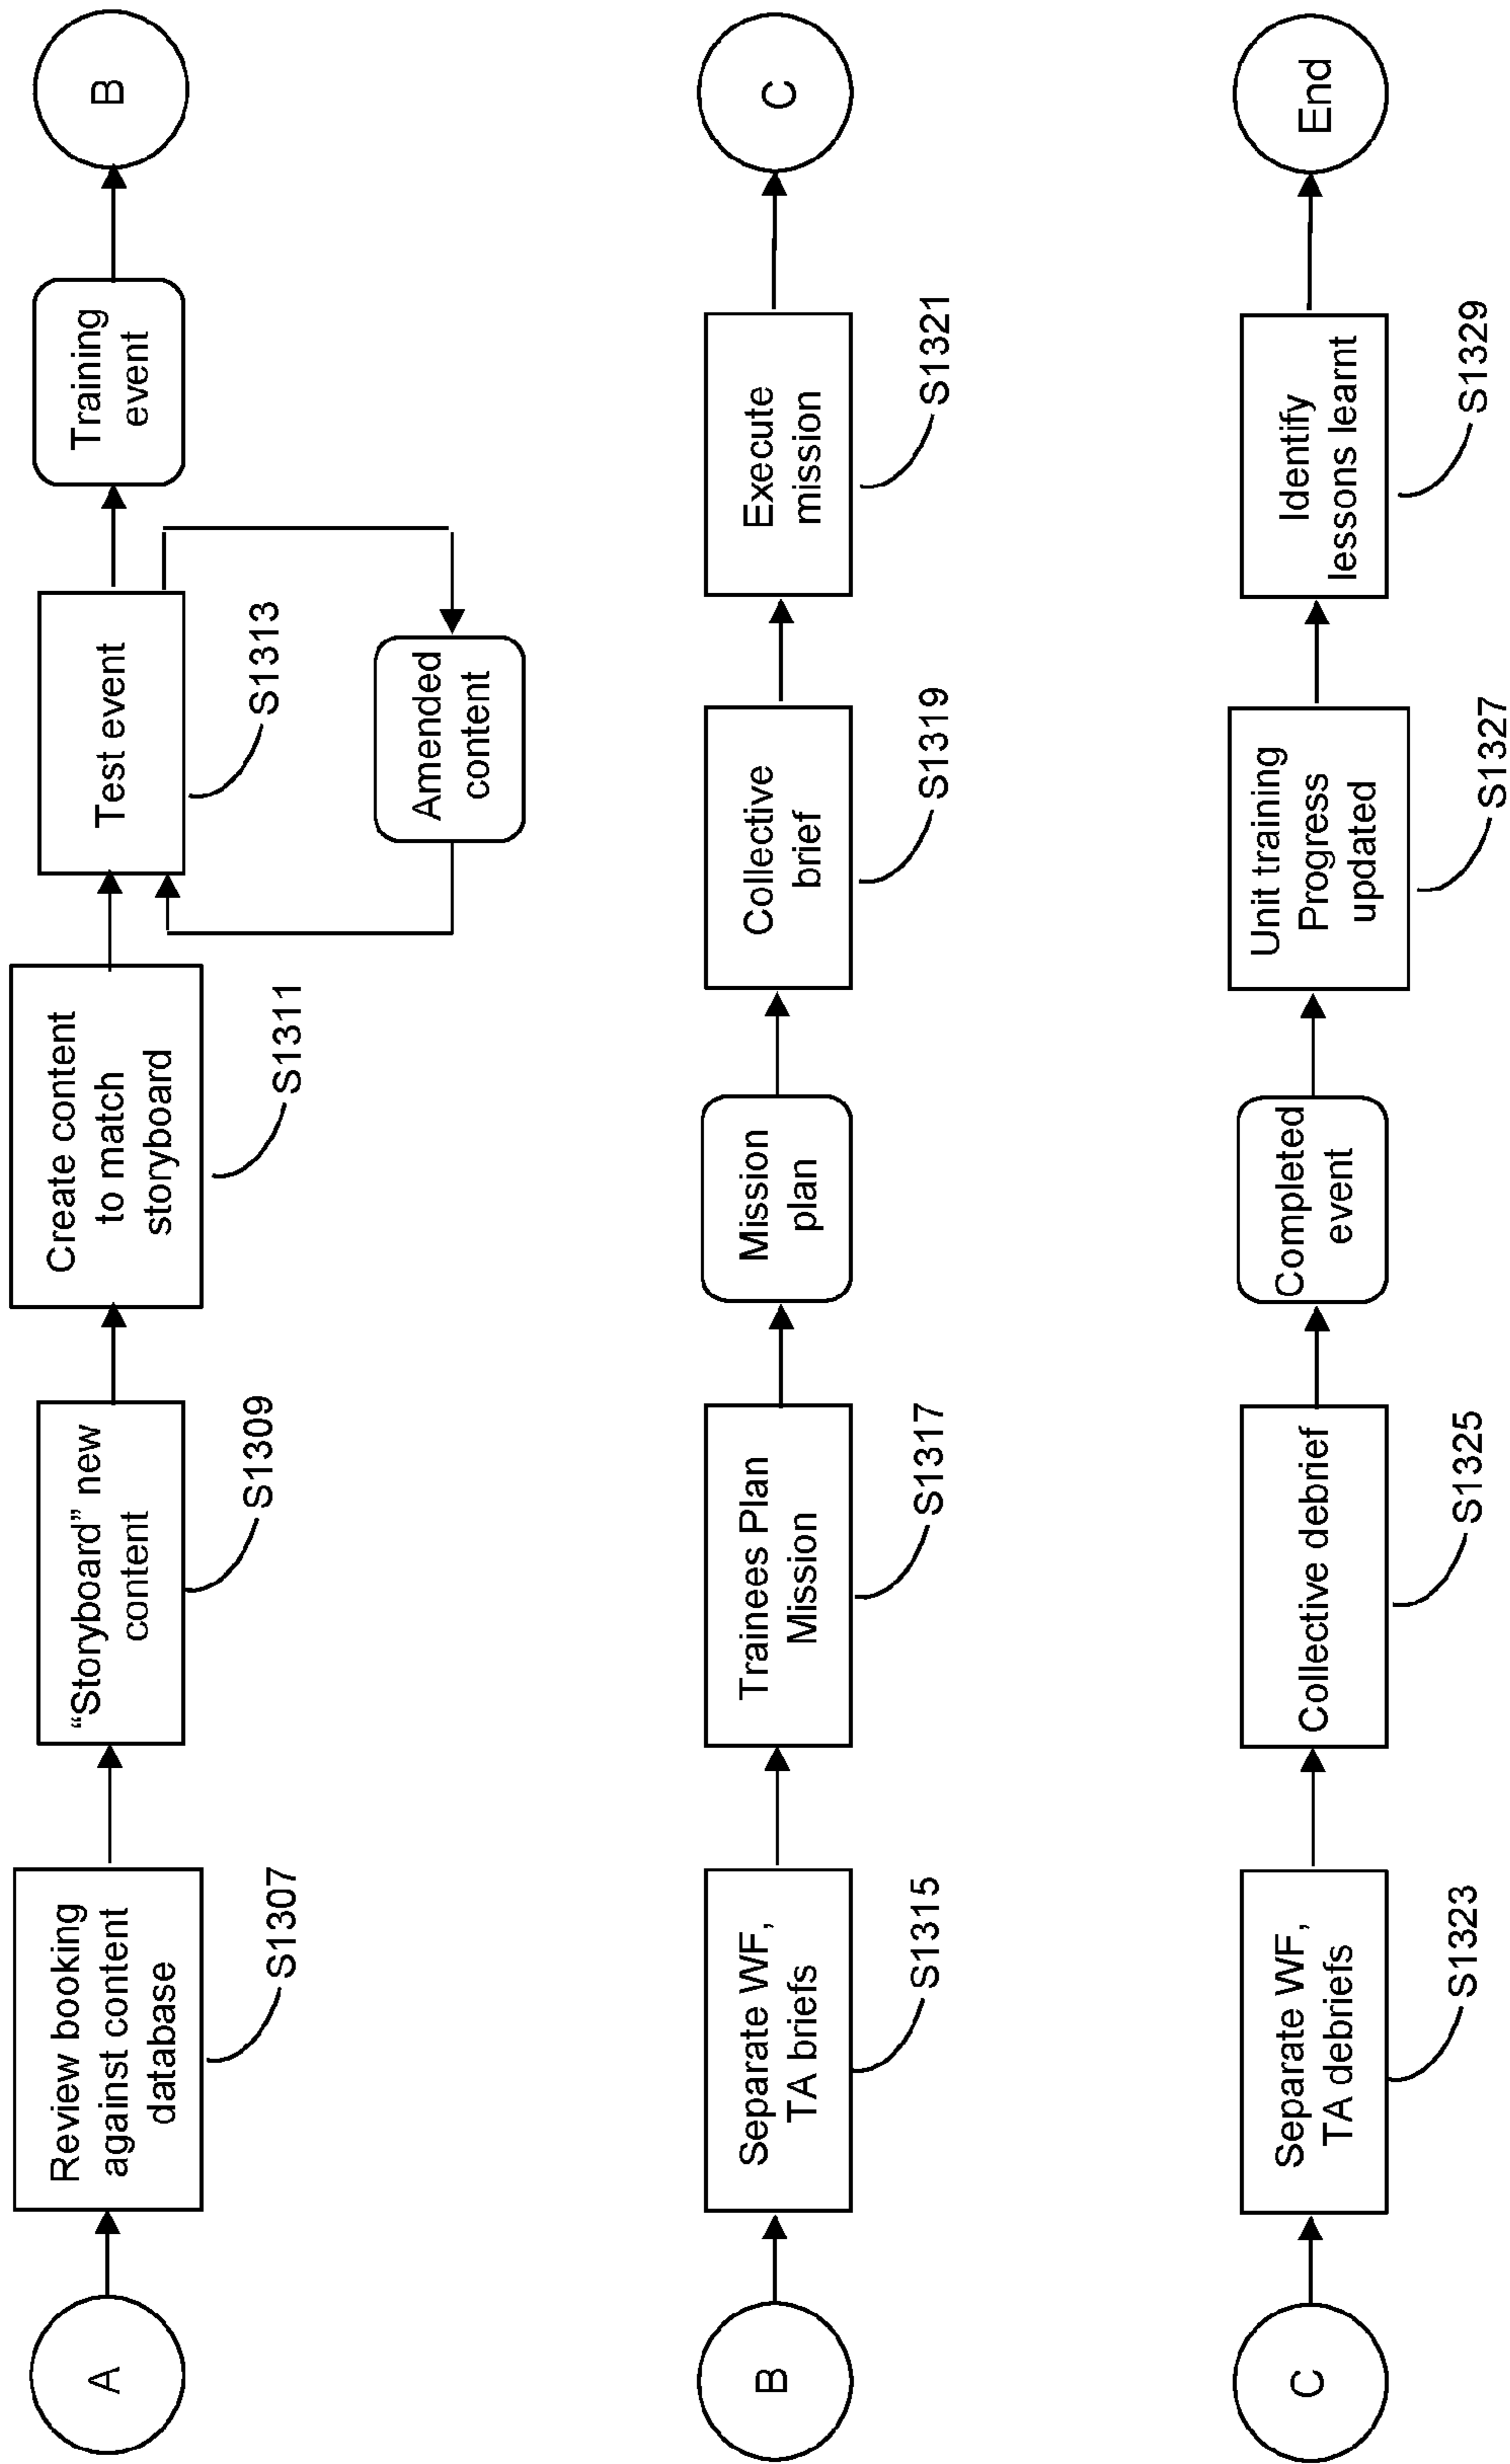 A
Review booking
against content
database
S1307
“Storyboard” new
content
S1309
Create content
to match
storyboard
S1311
Test event
S1313
Amended
content
Training
event
B
B
Separate WF,
TA briefs
S1315
Trainees Plan
Mission
S1317
Mission
plan
Collective
brief
S1319
Execute
mission
S1321
C
C
Separate WF,
TA debriefs
S1323
Collective debrief
S1325
Completed
event
Unit training
Progress
updated
S1327
Identify
lessons learnt
S1329
End